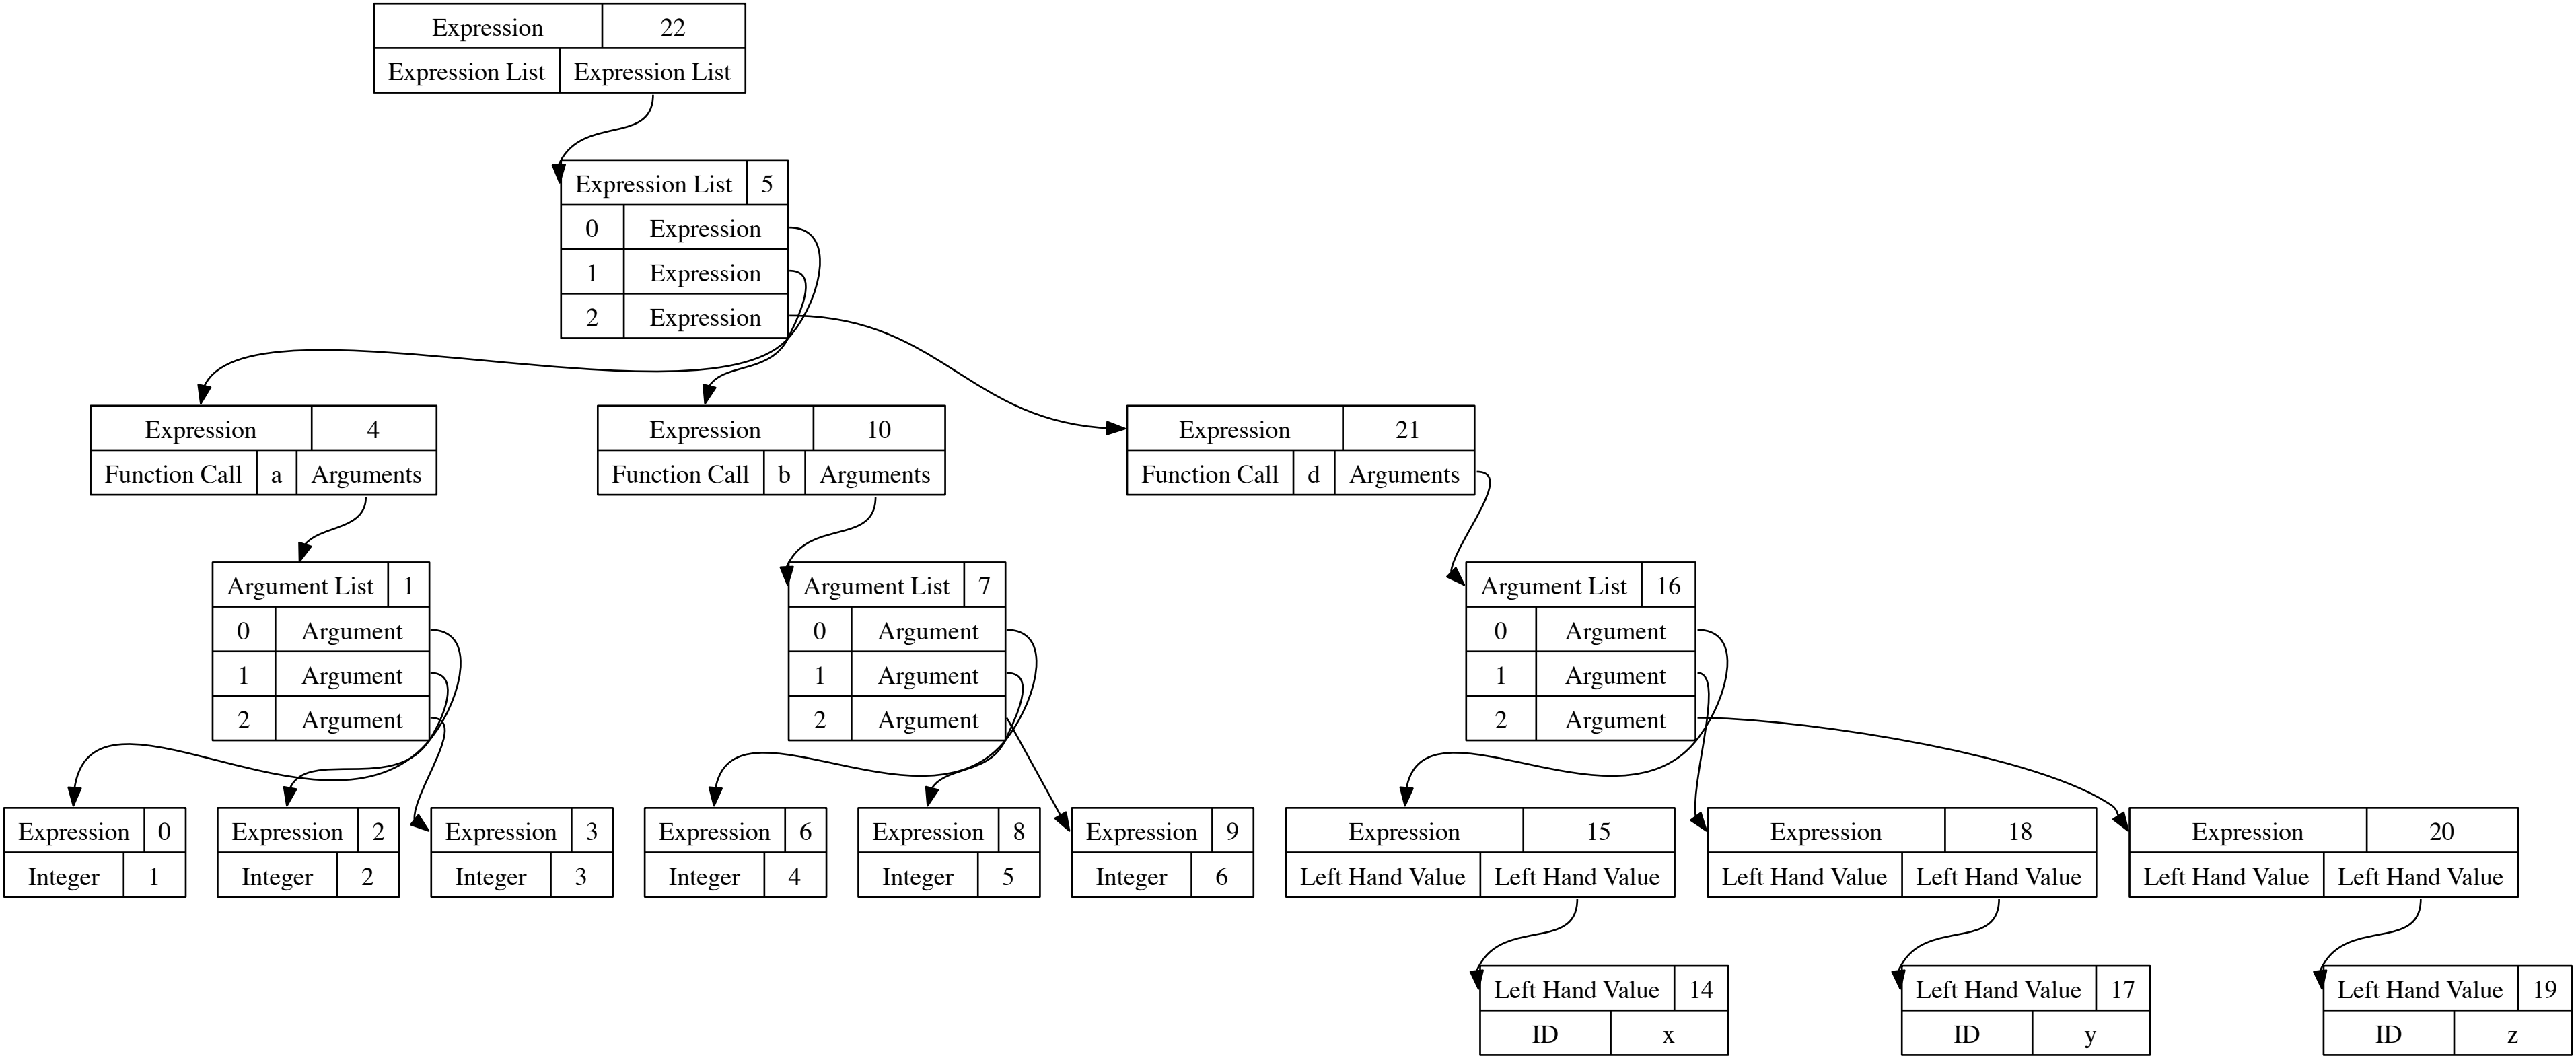 Expression 22
Expression List Expression List
Expression List 5
0 Expression
1 Expression
2 Expression
Expression 4
Function Call a Arguments
Expression 10
Function Call b Arguments
Expression 21
Function Call d Arguments
Argument List 1
0 Argument
1 Argument
2 Argument
Argument List 7
0 Argument
1 Argument
2 Argument
Argument List 16
0 Argument
1 Argument
2 Argument
Expression 0
Integer 1
Expression 2
Integer 2
Expression 3
Integer 3
Expression 6
Integer 4
Expression 8
Integer 5
Expression 9
Integer 6
Expression 15
Left Hand Value Left Hand Value
Expression 18
Left Hand Value Left Hand Value
Expression 20
Left Hand Value Left Hand Value
Left Hand Value 14
ID x
Left Hand Value 17
ID y
Left Hand Value 19
ID z